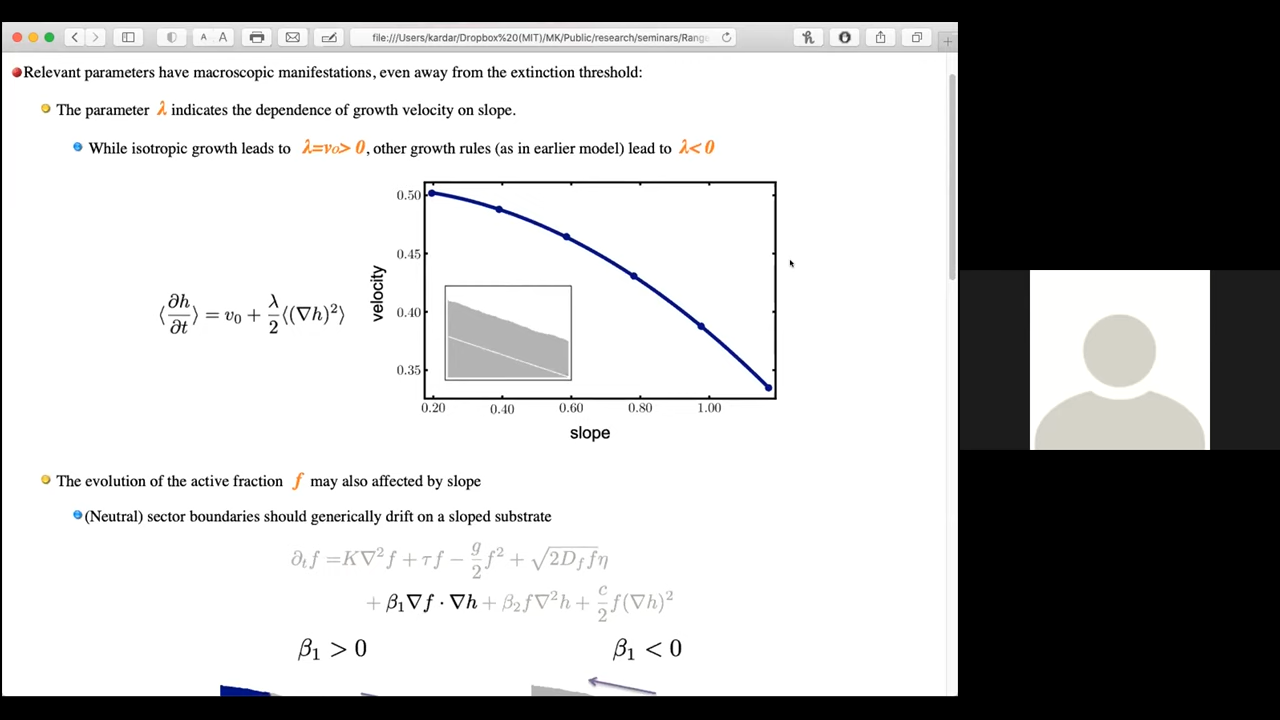 A A file:///Users/kardar/Dropbox%20(MIT)/MK/Public/research/seminars/Rang
Relevant parameters have macroscopic manifestations, even away from the extinction threshold:
The parameter λ indicates the dependence of growth velocity on slope.
While isotropic growth leads to λ=v₀> 0, other growth rules (as in earlier model) lead to λ< 0
⟨∂h/∂t⟩ = v₀ + λ/2⟨(∇h)²⟩
velocity
0.50
0.45
0.40
0.35
0.20 0.40 0.60 0.80 1.00
slope
The evolution of the active fraction f may also affected by slope
(Neutral) sector boundaries should generically drift on a sloped substrate
∂ₜf =K∇²f + τf − g/2 f² + √(2D_f f)η
+ β₁∇f · ∇h + β₂f∇²h + c/2 f(∇h)²
β₁ > 0 β₁ < 0